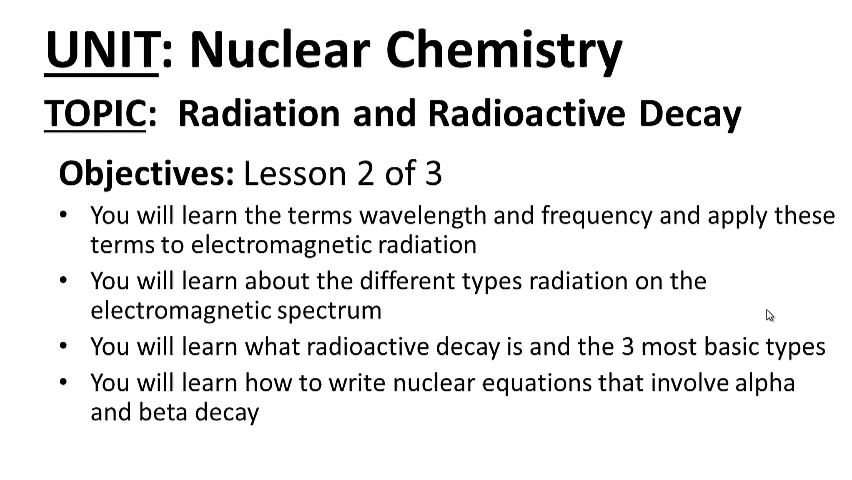 UNIT: Nuclear Chemistry
TOPIC: Radiation and Radioactive Decay
Objectives: Lesson 2 of 3
• You will learn the terms wavelength and frequency and apply these
terms to electromagnetic radiation
• You will learn about the different types radiation on the
electromagnetic spectrum
• You will learn what radioactive decay is and the 3 most basic types
• You will learn how to write nuclear equations that involve alpha
and beta decay